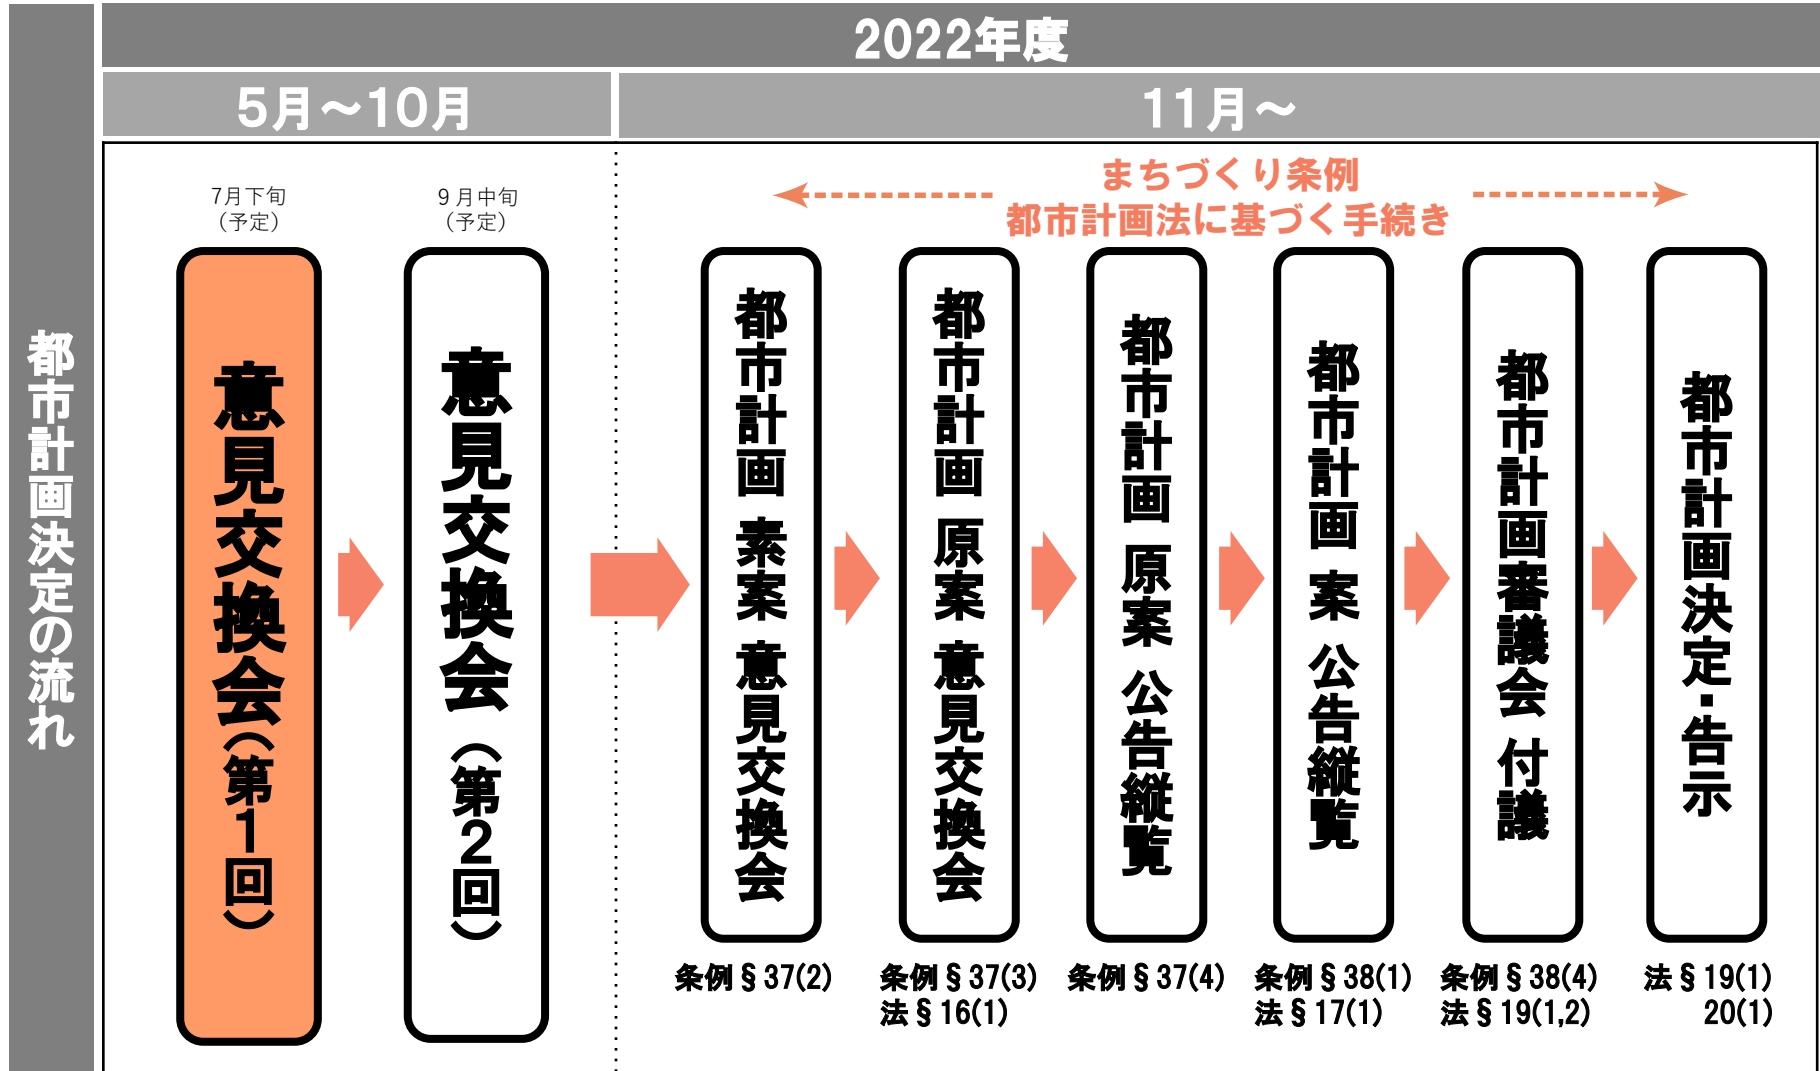 都市計画決定の流れ
2022年度
5月～10月
11月～
7月下旬
（予定）
9月中旬
（予定）
まちづくり条例
都市計画法に基づく手続き
意見交換会（第1回）
意見交換会（第2回）
都市計画 素案 意見交換会
都市計画 原案 意見交換会
都市計画 原案 公告縦覧
都市計画 案 公告縦覧
都市計画審議会 付議
都市計画決定・告示
条例§37(2)
条例§37(3)
法§16(1)
条例§37(4)
条例§38(1)
法§17(1)
条例§38(4)
法§19(1,2)
法§19(1)
20(1)